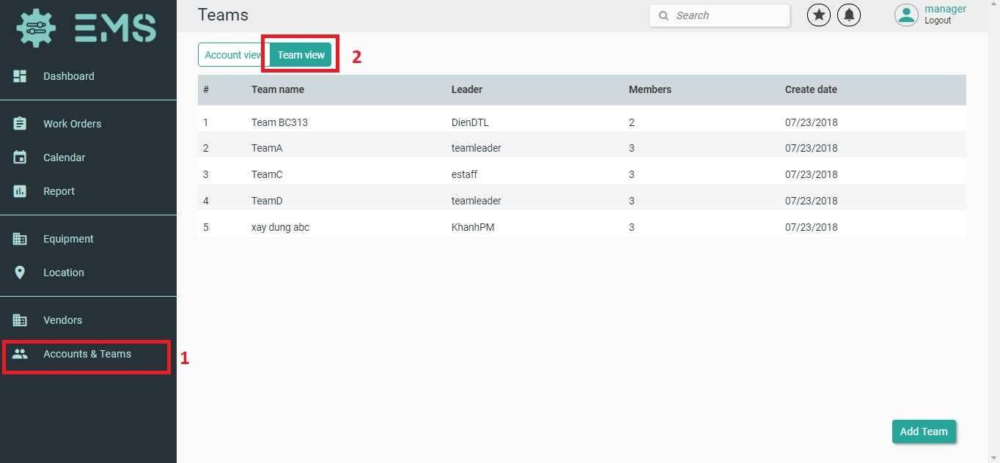 EMS
Teams
Search
manager
Logout
Dashboard
Work Orders
Calendar
Report
Equipment
Location
Vendors
Accounts & Teams
1
Account view
Team view
2
# Team name Leader Members Create date
1 Team BC313 DienDTL 2 07/23/2018
2 TeamA teamleader 3 07/23/2018
3 TeamC estaff 3 07/23/2018
4 TeamD teamleader 3 07/23/2018
5 xay dung abc KhanhPM 3 07/23/2018
Add Team